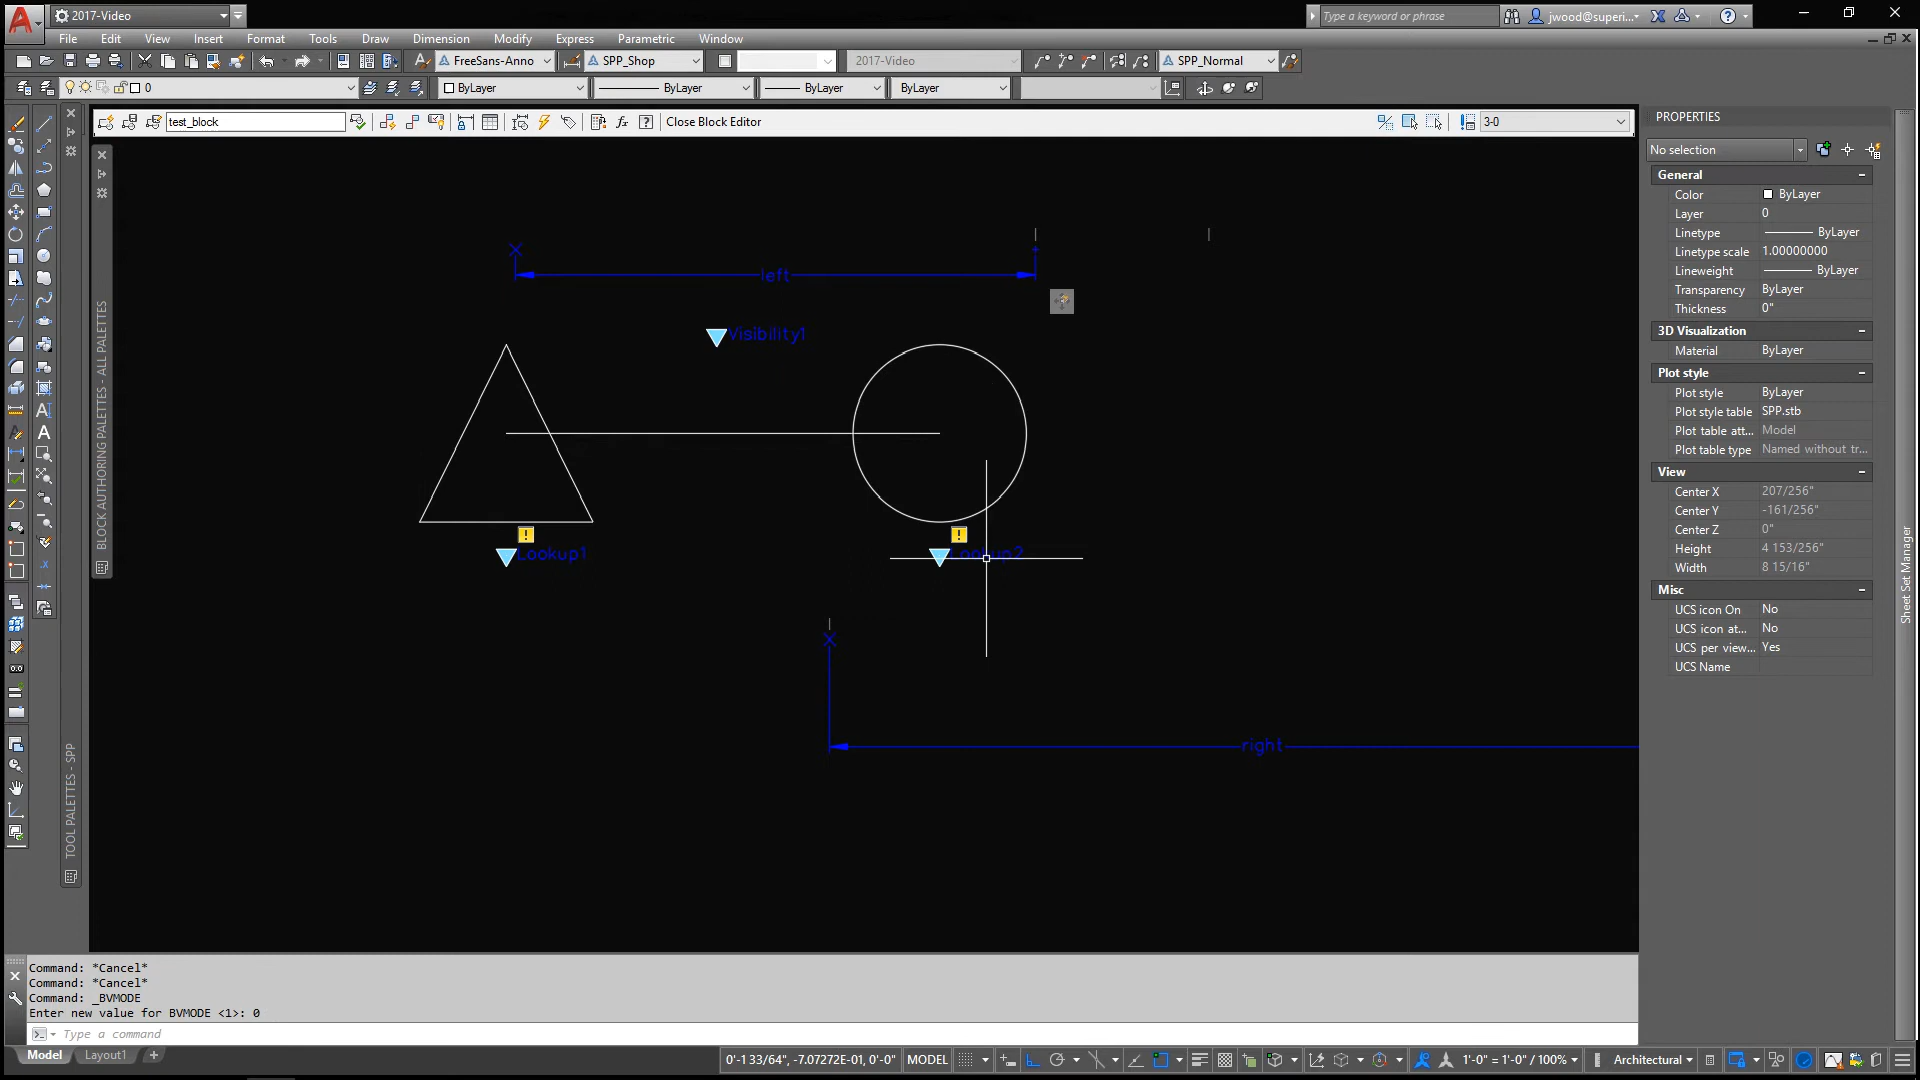 2017-Video
Type a keyword or phrase
jwood@superi...
File Edit View Insert Format Tools Draw Dimension Modify Express Parametric Window
FreeSans-Anno SPP_Shop 2017-Video SPP_Normal
0 ByLayer ByLayer ByLayer ByLayer
test_block
Close Block Editor
3-0
PROPERTIES
No selection
General
Color ByLayer
Layer 0
Linetype ByLayer
Linetype scale 1.00000000
Lineweight ByLayer
Transparency ByLayer
Thickness 0"
3D Visualization
Material ByLayer
Plot style
Plot style ByLayer
Plot style table SPP.stb
Plot table att... Model
Plot table type Named without tr...
View
Center X 207/256"
Center Y -161/256"
Center Z 0"
Height 4 153/256"
Width 8 15/16"
Misc
UCS icon On No
UCS icon at... No
UCS per view... Yes
UCS Name
Sheet Set Manager
BLOCK AUTHORING PALETTES - ALL PALETTES
TOOL PALETTES - SPP
left
Visibility1
Lookup1
Lookup2
right
Command: *Cancel*
Command: *Cancel*
Command: _BVMODE
Enter new value for BVMODE <1>: 0
Type a command
Model Layout1
0'-1 33/64", -7.07272E-01, 0'-0" MODEL 1'-0" = 1'-0" / 100% Architectural